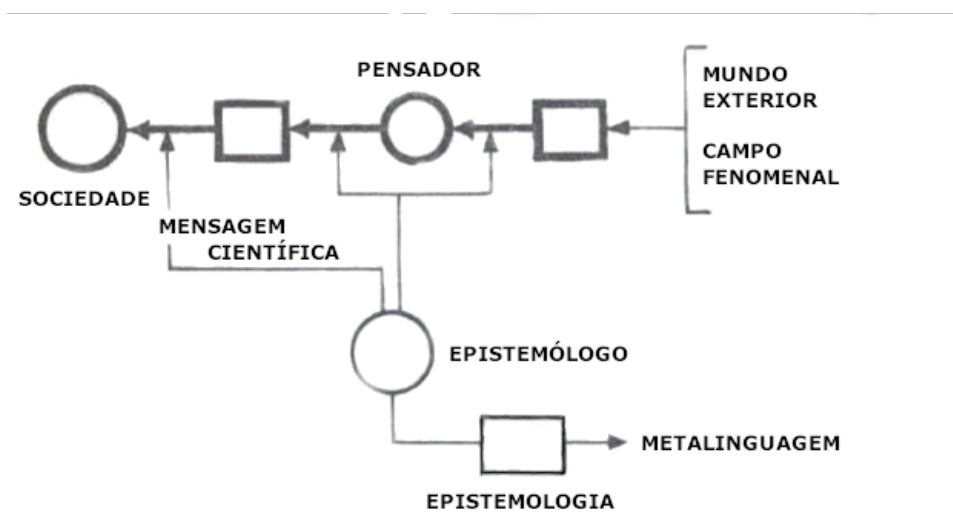 PENSADOR
MUNDO
EXTERIOR
CAMPO
FENOMENAL
SOCIEDADE
MENSAGEM
CIENTÍFICA
EPISTEMÓLOGO
METALINGUAGEM
EPISTEMOLOGIA